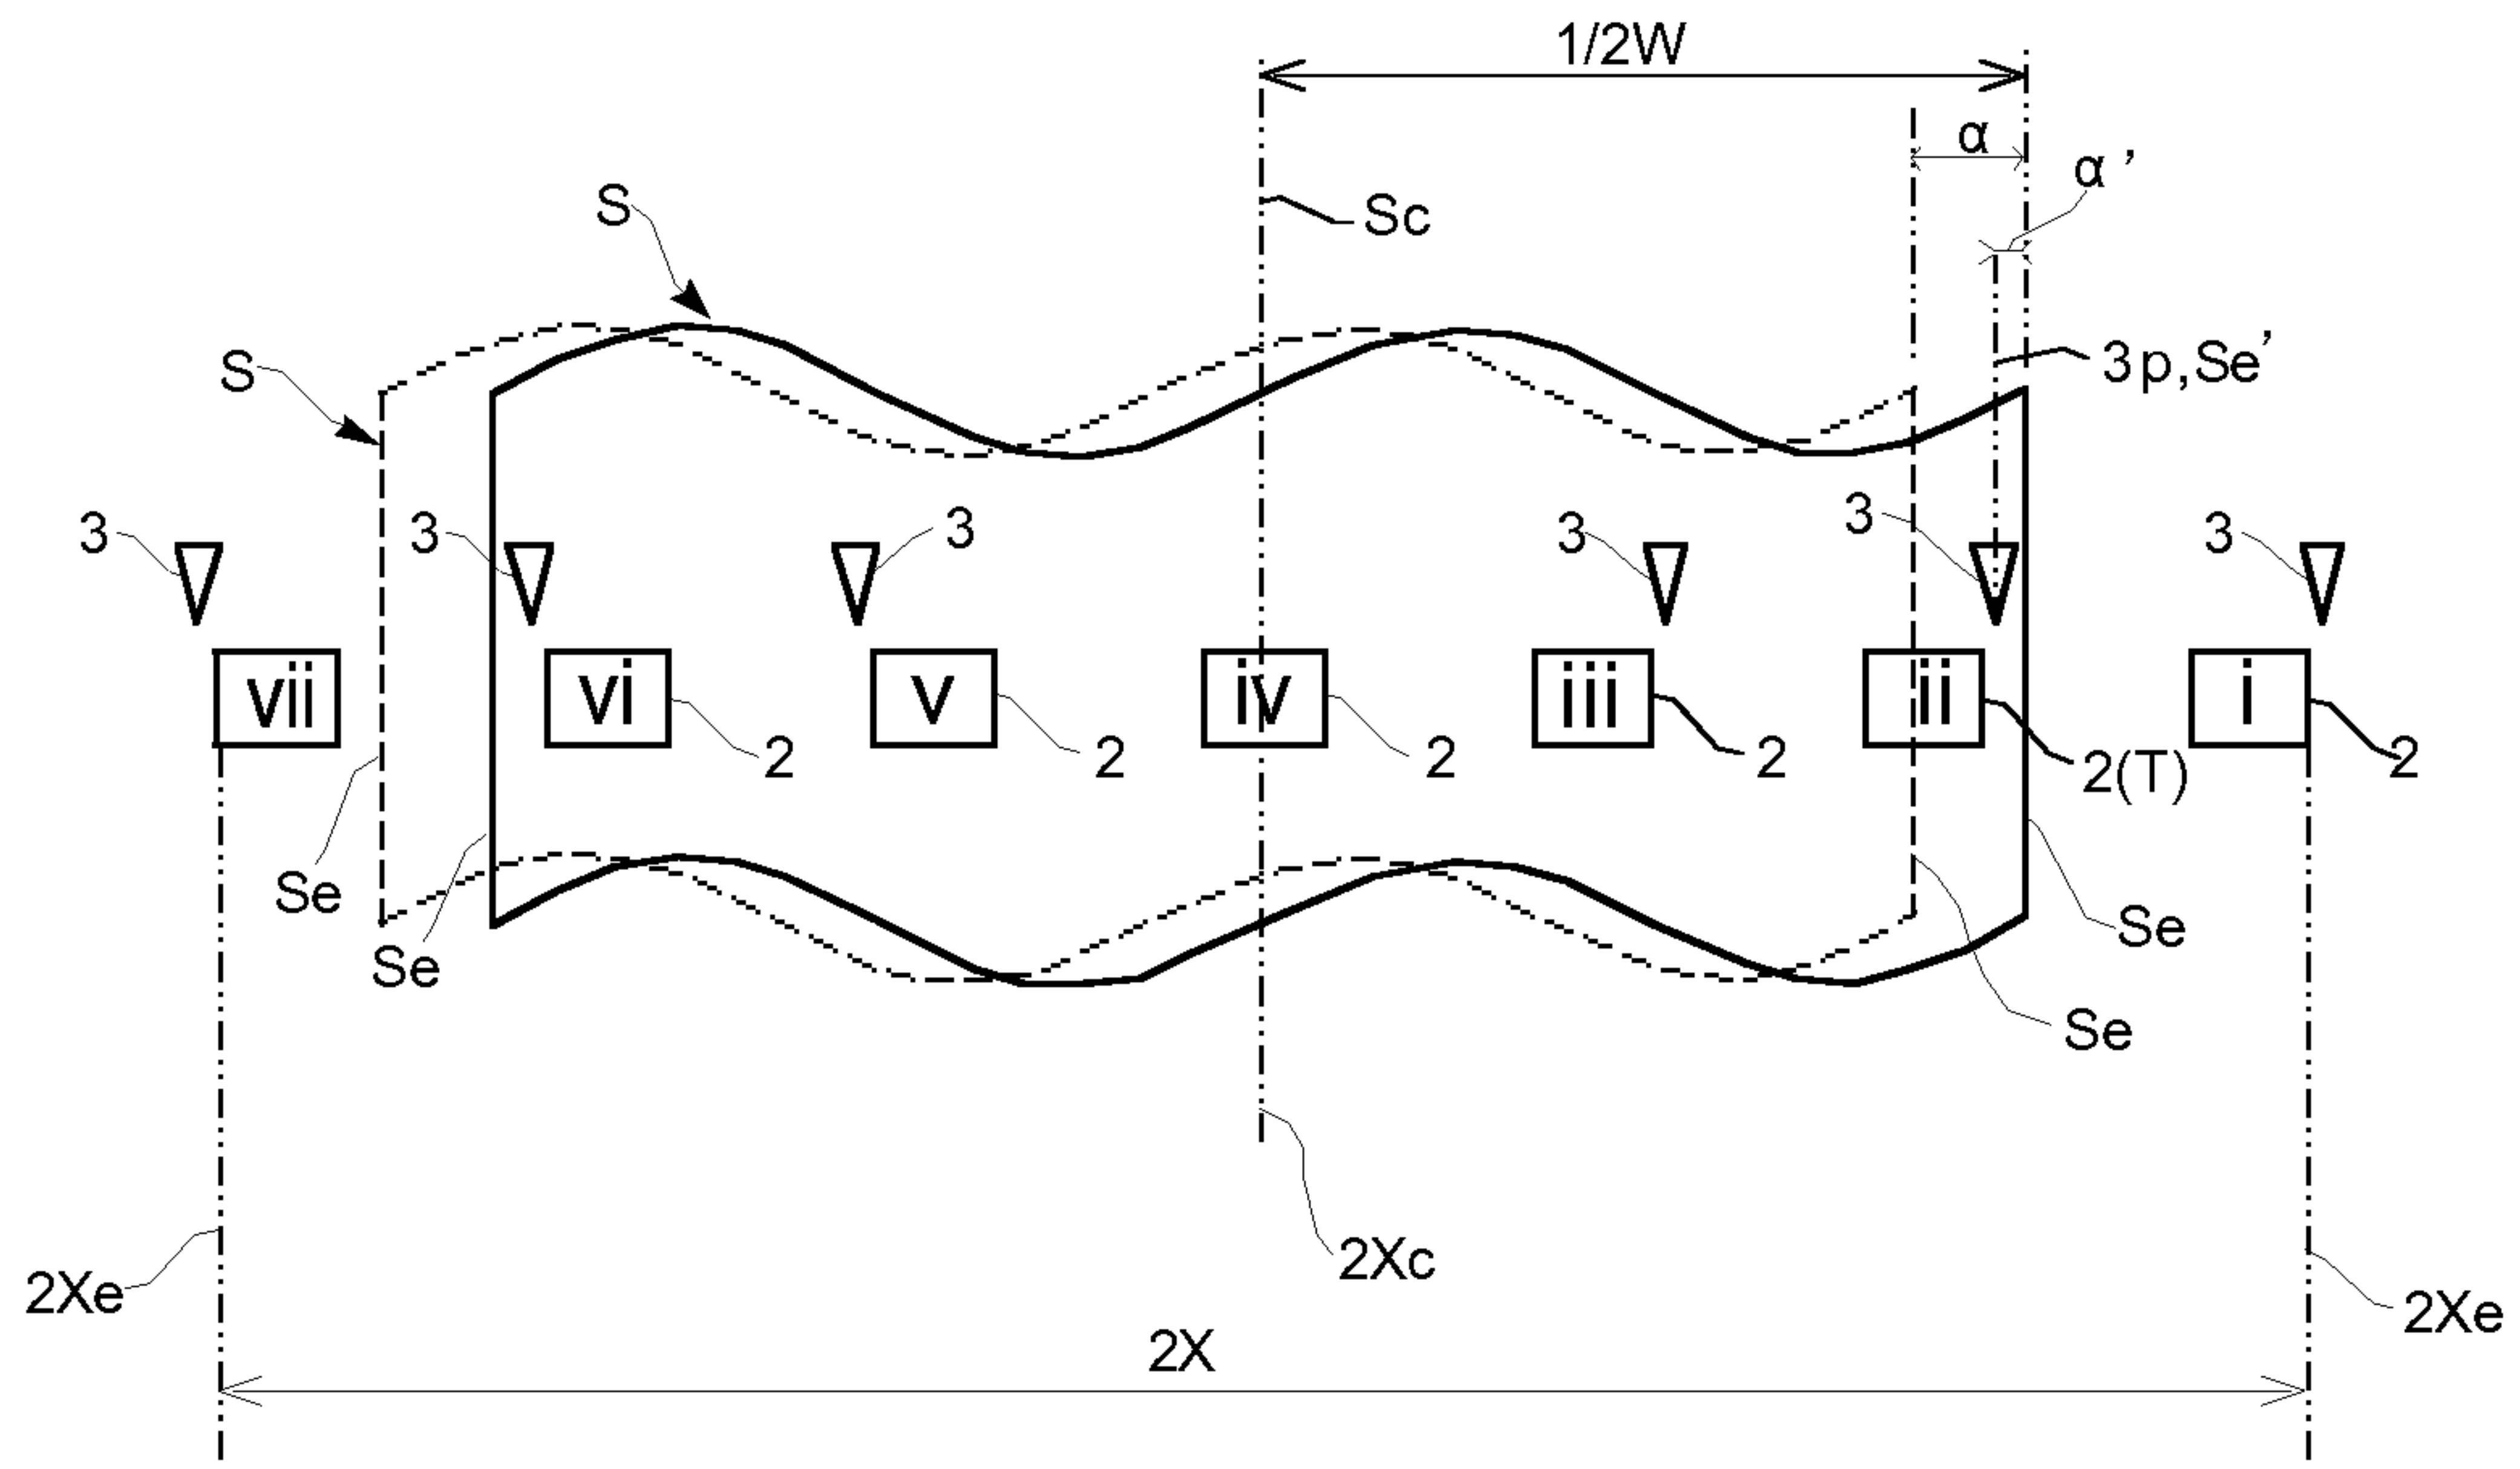 1/2W
α
α’
S
Sc
S
3p,Se’
3
3
3
3
3
3
vii
vi
v
iv
iii
ii
i
2
2
2
2
2(T)
2
Se
Se
Se
Se
2Xc
2Xe
2Xe
2X